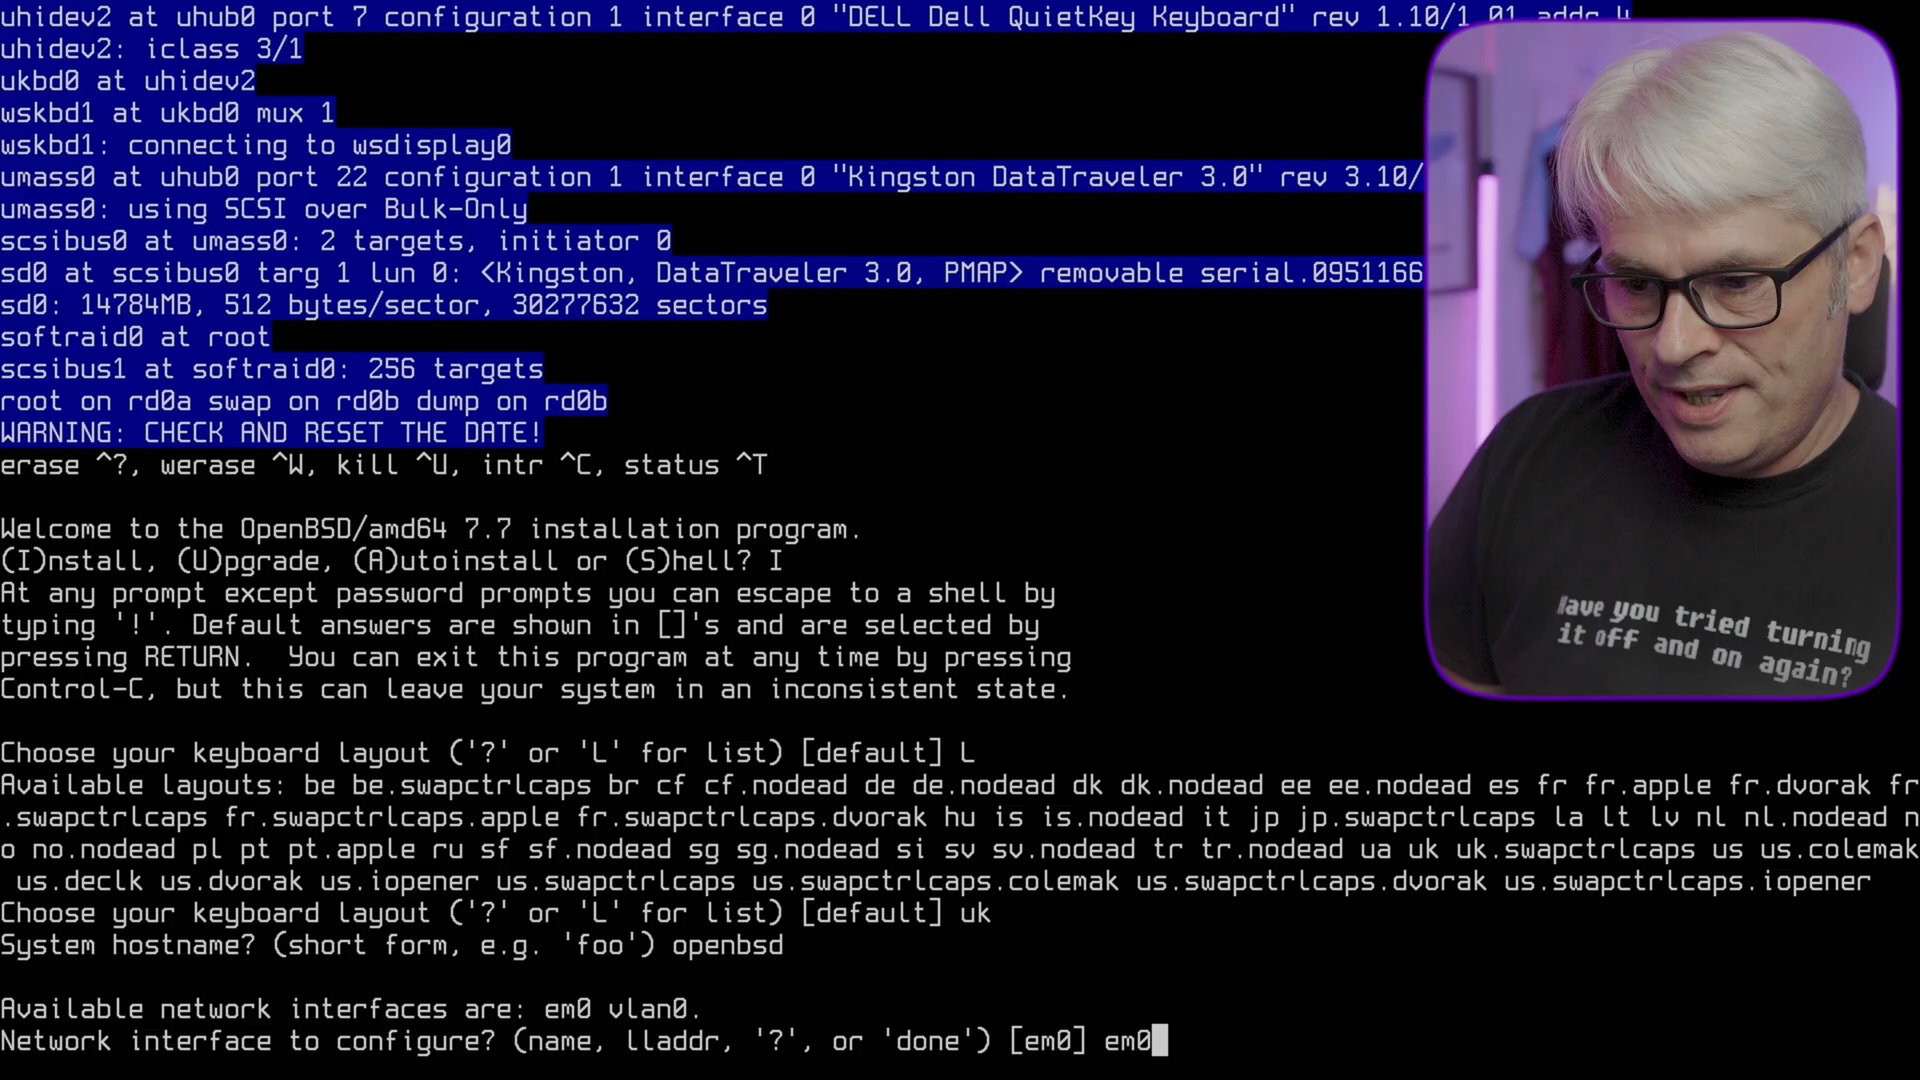 uhidev2 at uhub0 port 7 configuration 1 interface 0 "DELL Dell QuietKey Keyboard" rev 1.10/1.01 addr 4
uhidev2: iclass 3/1
ukbd0 at uhidev2
wskbd1 at ukbd0 mux 1
wskbd1: connecting to wsdisplay0
umass0 at uhub0 port 22 configuration 1 interface 0 "Kingston DataTraveler 3.0" rev 3.10/
umass0: using SCSI over Bulk-Only
scsibus0 at umass0: 2 targets, initiator 0
sd0 at scsibus0 targ 1 lun 0: <Kingston, DataTraveler 3.0, PMAP> removable serial.0951166
sd0: 14784MB, 512 bytes/sector, 30277632 sectors
softraid0 at root
scsibus1 at softraid0: 256 targets
root on rd0a swap on rd0b dump on rd0b
WARNING: CHECK AND RESET THE DATE!
erase ^?, werase ^W, kill ^U, intr ^C, status ^T
Welcome to the OpenBSD/amd64 7.7 installation program.
(I)nstall, (U)pgrade, (A)utoinstall or (S)hell? I
At any prompt except password prompts you can escape to a shell by
typing '!'. Default answers are shown in []'s and are selected by
pressing RETURN.  You can exit this program at any time by pressing
Control-C, but this can leave your system in an inconsistent state.
Choose your keyboard layout ('?' or 'L' for list) [default] L
Available layouts: be be.swapctrlcaps br cf cf.nodead de de.nodead dk dk.nodead ee ee.nodead es fr fr.apple fr.dvorak fr
.swapctrlcaps fr.swapctrlcaps.apple fr.swapctrlcaps.dvorak hu is is.nodead it jp jp.swapctrlcaps la lt lv nl nl.nodead n
o no.nodead pl pt pt.apple ru sf sf.nodead sg sg.nodead si sv sv.nodead tr tr.nodead ua uk uk.swapctrlcaps us us.colemak
us.declk us.dvorak us.iopener us.swapctrlcaps us.swapctrlcaps.colemak us.swapctrlcaps.dvorak us.swapctrlcaps.iopener
Choose your keyboard layout ('?' or 'L' for list) [default] uk
System hostname? (short form, e.g. 'foo') openbsd
Available network interfaces are: em0 vlan0.
Network interface to configure? (name, lladdr, '?', or 'done') [em0] em0
Have you tried turning
it off and on again?